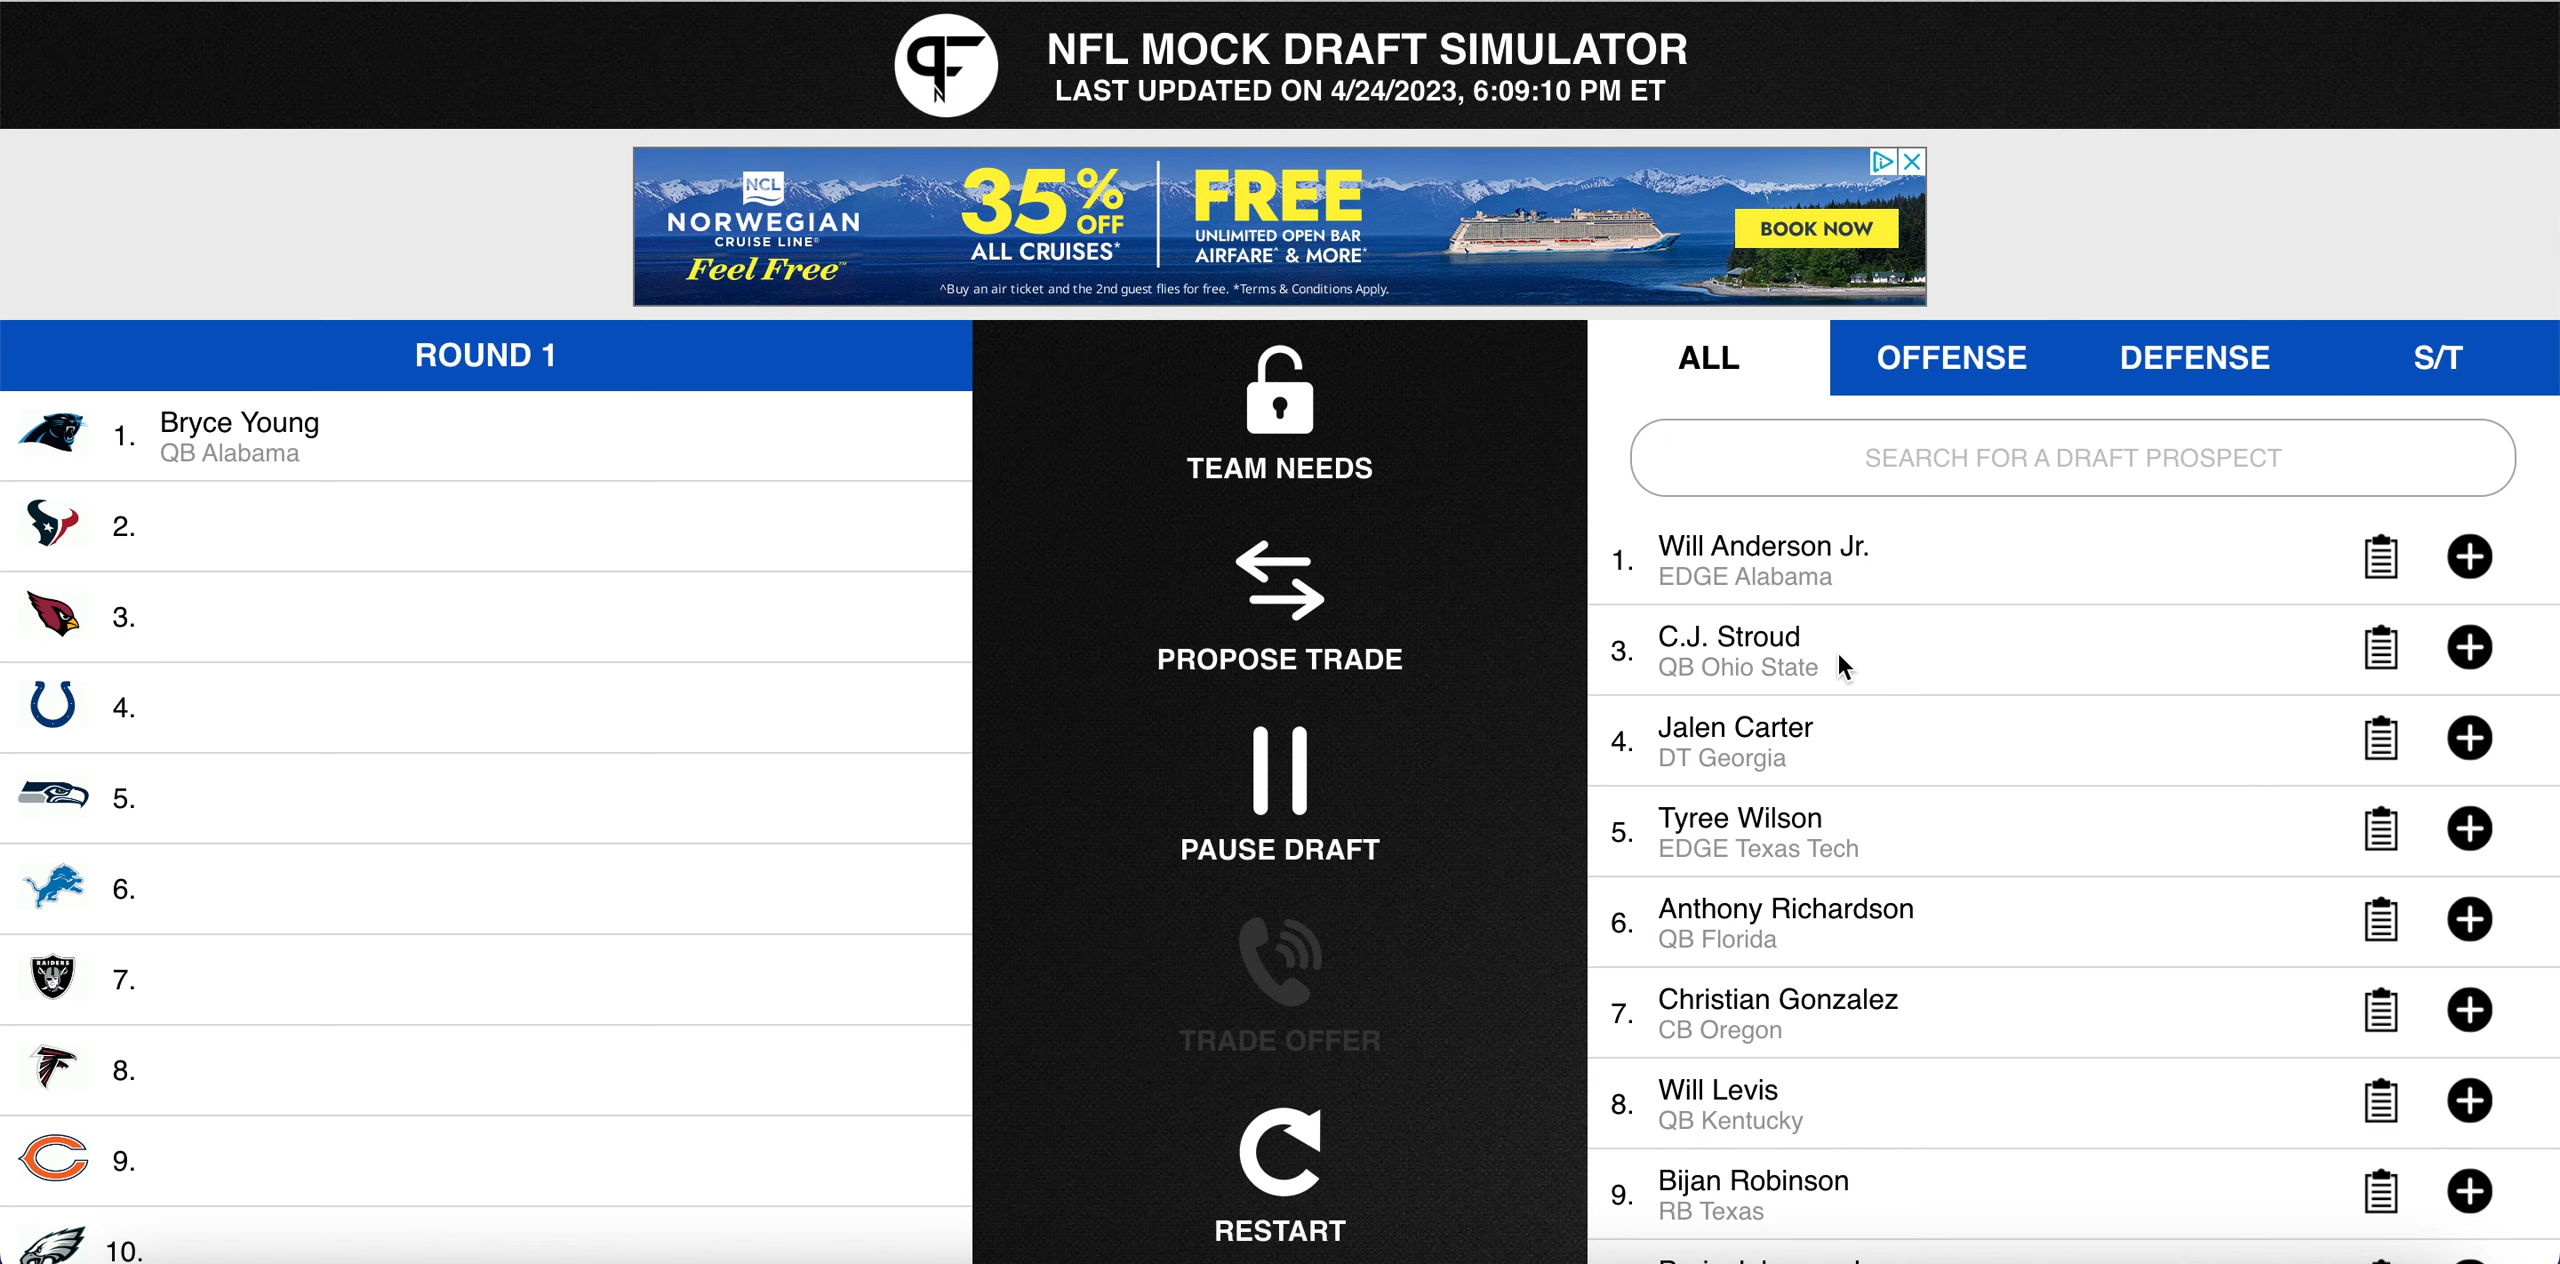 NFL MOCK DRAFT SIMULATOR
LAST UPDATED ON 4/24/2023, 6:09:10 PM ET
NCL
NORWEGIAN
CRUISE LINE®
Feel Free™
35% OFF
ALL CRUISES*
FREE
UNLIMITED OPEN BAR
AIRFARE^ & MORE*
^Buy an air ticket and the 2nd guest flies for free. *Terms & Conditions Apply.
BOOK NOW
ROUND 1
1. Bryce Young
QB Alabama
2.
3.
4.
5.
6.
RAIDERS
7.
8.
9.
10.
TEAM NEEDS
PROPOSE TRADE
PAUSE DRAFT
TRADE OFFER
RESTART
ALL
OFFENSE
DEFENSE
S/T
SEARCH FOR A DRAFT PROSPECT
1. Will Anderson Jr.
EDGE Alabama
3. C.J. Stroud
QB Ohio State
4. Jalen Carter
DT Georgia
5. Tyree Wilson
EDGE Texas Tech
6. Anthony Richardson
QB Florida
7. Christian Gonzalez
CB Oregon
8. Will Levis
QB Kentucky
9. Bijan Robinson
RB Texas